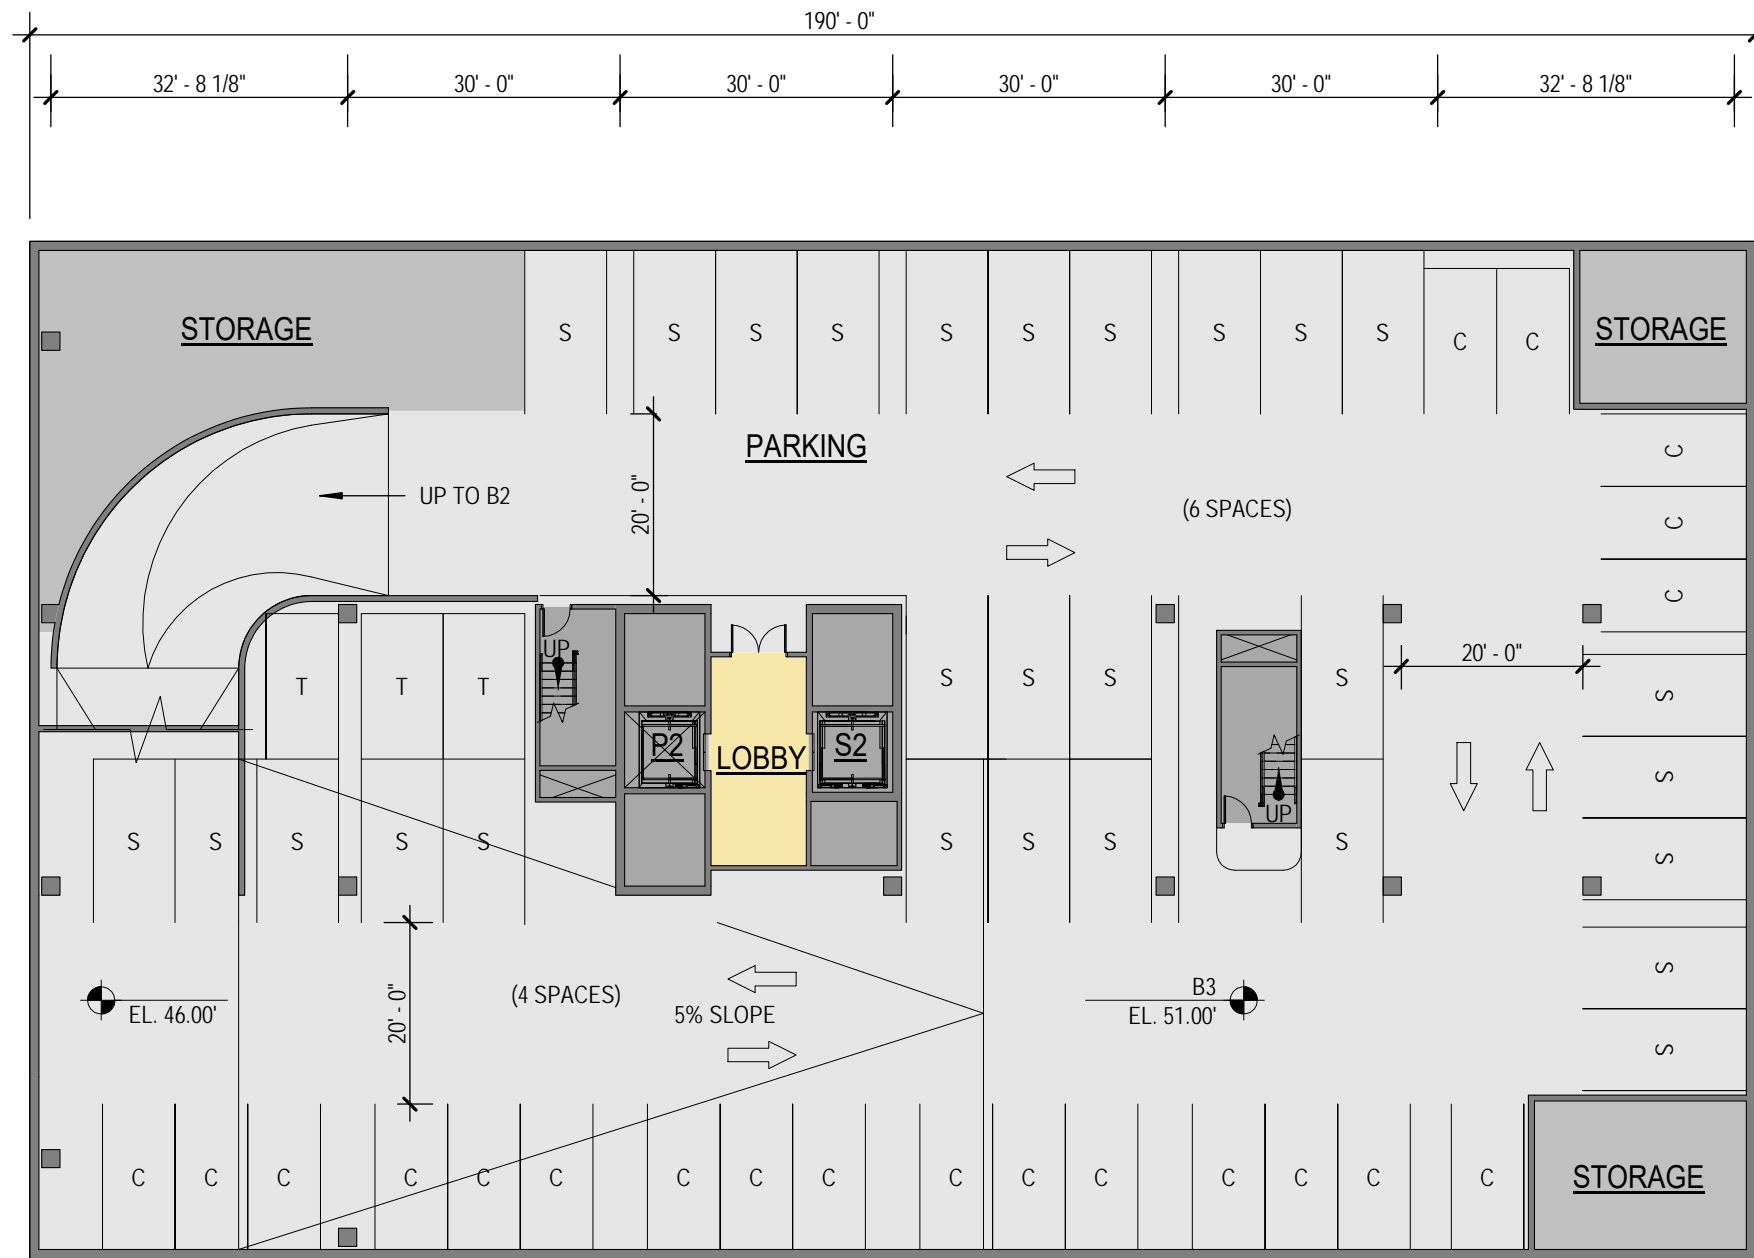 190' - 0"
32' - 8 1/8" 30' - 0" 30' - 0" 30' - 0" 30' - 0" 32' - 8 1/8"
STORAGE S S S S S S S S S S C C STORAGE
PARKING
C
UP TO B2
20' - 0"
(6 SPACES)
C
C
UP
20' - 0"
T T T S S S S S
P2 LOBBY S2
S
UP
S S S S S S S S S S
S
EL. 46.00'
20' - 0"
(4 SPACES)
5% SLOPE
B3
EL. 51.00'
S
C C C C C C C C C C C C C C C C STORAGE